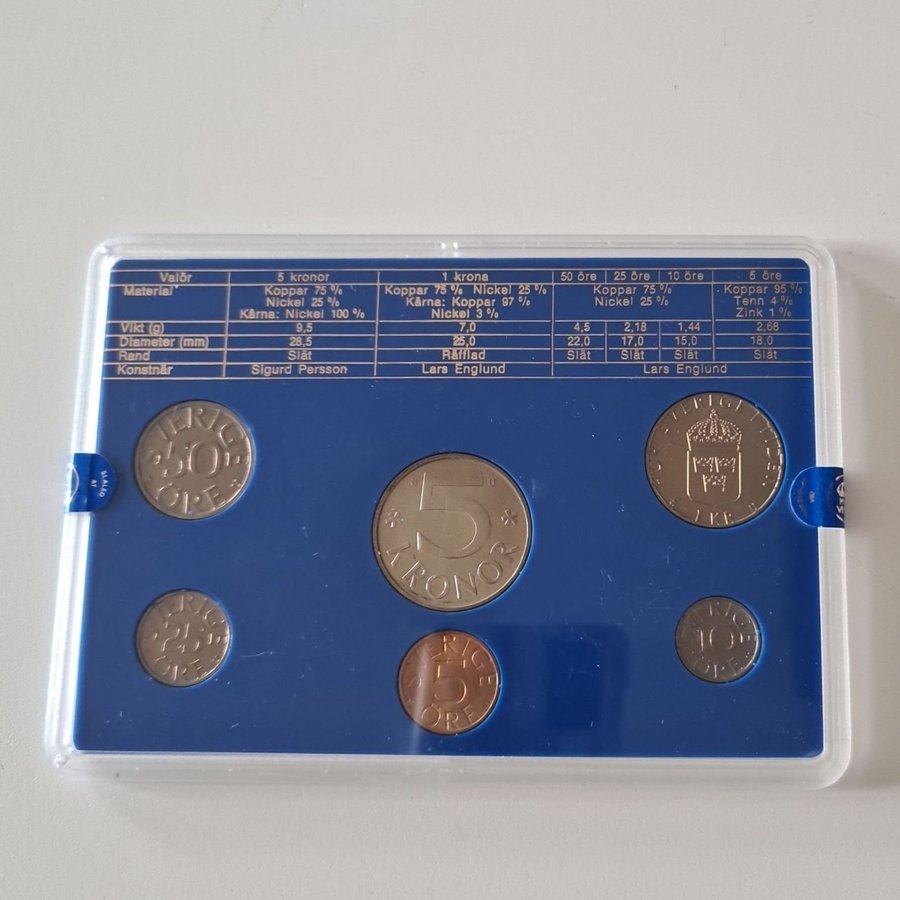 Valör 5 kronor 1 krona 50 öre 25 öre 10 öre 5 öre
Material Koppar 75 % Koppar 75 % Nickel 25 % Koppar 75 % Koppar 95 %
Nickel 25 % Kärna: Koppar 97 % Nickel 25 % Tenn 4 %
Kärna: Nickel 100 % Nickel 3 % Zink 1 %
Vikt (g) 9,5 7,0 4,5 2,18 1,44 2,68
Diameter (mm) 28,5 25,0 22,0 17,0 15,0 18,0
Rand Slät Räfflad Slät Slät Slät Slät
Konstnär Sigurd Persson Lars Englund Lars Englund
SVERIGE
50
ÖRE
5
KRONOR
1 KR
SVERIGE
25
ÖRE
SVERIGE
5
ÖRE
SVERIGE
10
ÖRE
SEALED
AT